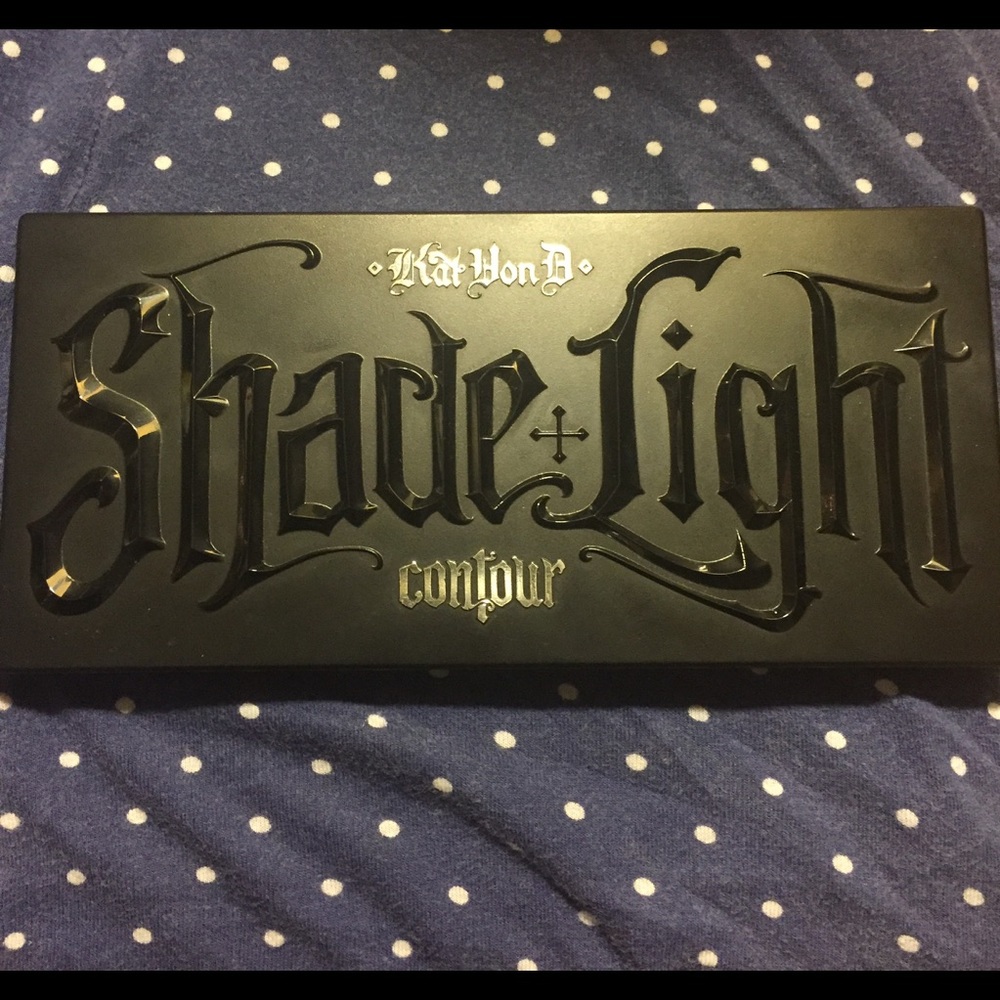 Kat Von D
Shade + Light
contour